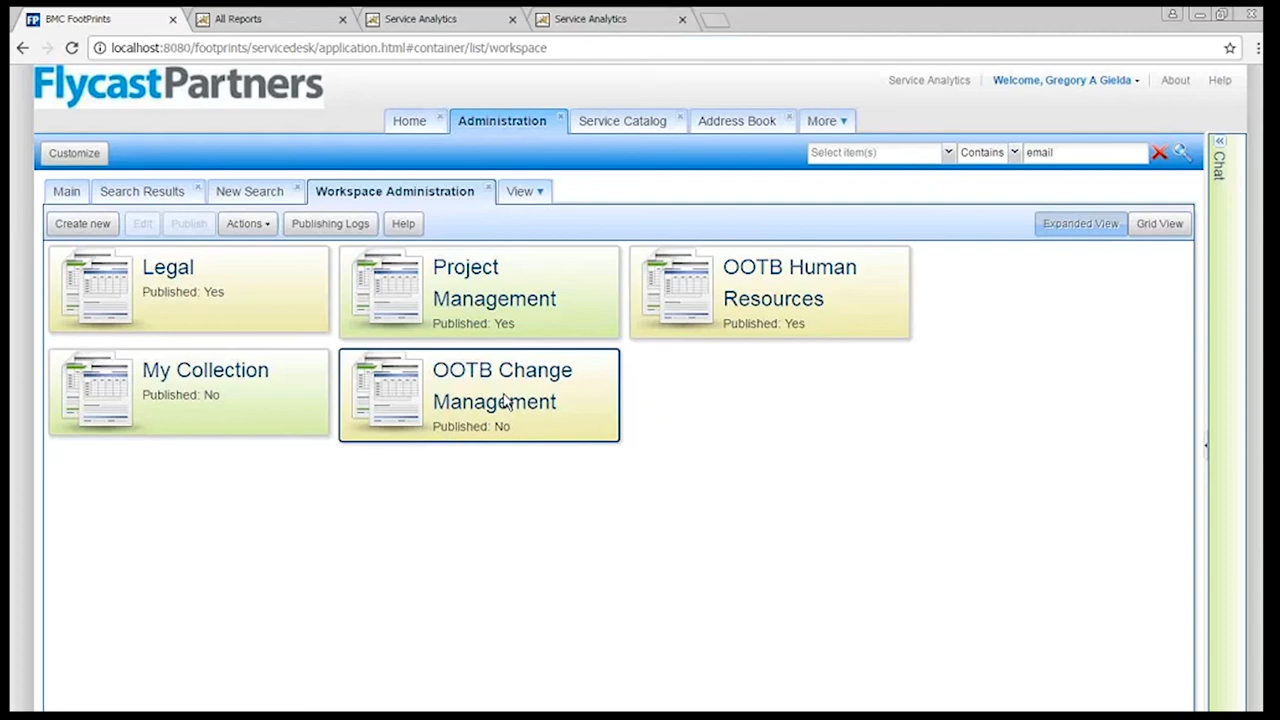 BMC FootPrints
All Reports
Service Analytics
Service Analytics
localhost:8080/footprints/servicedesk/application.html#container/list/workspace
FlycastPartners
Service Analytics
Welcome, Gregory A Gielda
About
Help
Home
Administration
Service Catalog
Address Book
More
Customize
Select item(s)
Contains
email
Chat
Main
Search Results
New Search
Workspace Administration
View
Create new
Edit
Publish
Actions
Publishing Logs
Help
Expanded View
Grid View
Legal
Published: Yes
Project
Management
Published: Yes
OOTB Human
Resources
Published: Yes
My Collection
Published: No
OOTB Change
Management
Published: No